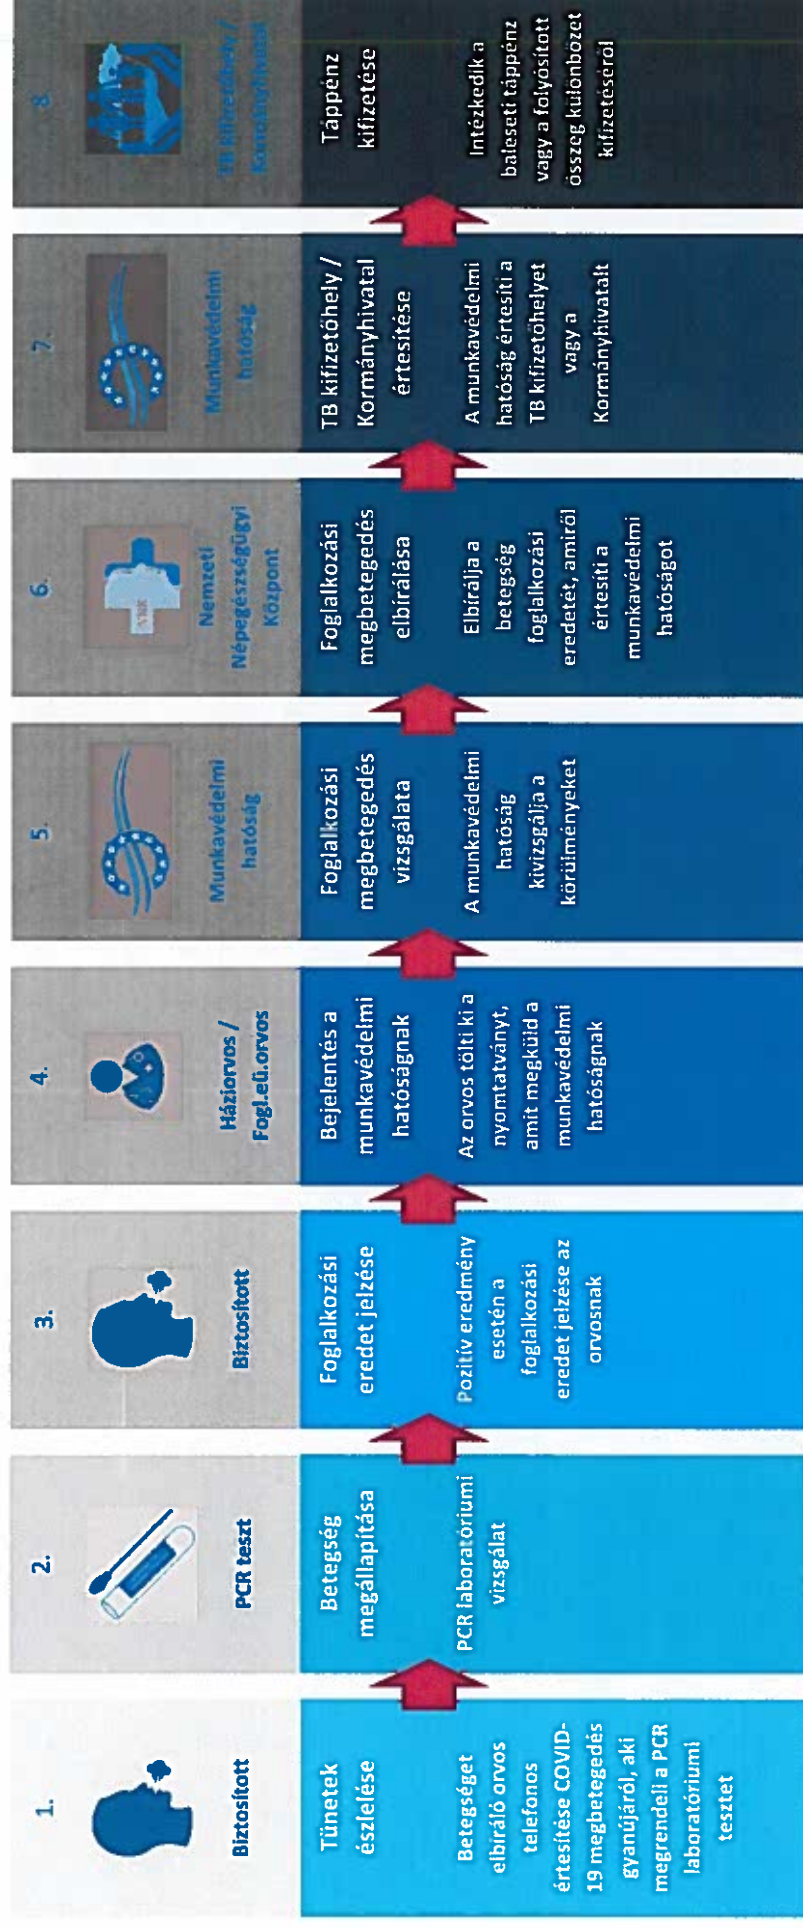 1.
Biztosított
Tünetek
észlelése
Betegséget
elbíráló orvos
telefonos
értesítése COVID-
19 megbetegedés
gyanújáról, aki
megrendeli a PCR
laboratóriumi
tesztet
2.
PCR teszt
Betegség
megállapítása
PCR laboratóriumi
vizsgálat
3.
Biztosított
Foglalkozási
eredet jelzése
Pozitív eredmény
esetén a
foglalkozási
eredet jelzése az
orvosnak
4.
Háziorvos /
Fogl.eü.orvos
Bejelentés a
munkavédelmi
hatóságnak
Az orvos tölti ki a
nyomtatványt,
amit megküld a
munkavédelmi
hatóságnak
5.
Munkavédelmi
hatóság
Foglalkozási
megbetegedés
vizsgálata
A munkavédelmi
hatóság
kivizsgálja a
körülményeket
6.
Nemzeti
Népegészségügyi
Központ
Foglalkozási
megbetegedés
elbírálása
Elbírálja a
betegség
foglalkozási
eredetét, amiről
értesíti a
munkavédelmi
hatóságot
7.
Munkavédelmi
hatóság
TB kifizetőhely /
Kormányhivatal
értesítése
A munkavédelmi
hatóság értesíti a
TB kifizetőhelyet
vagy a
Kormányhivatalt
8.
TB kifizetőhely /
Kormányhivatal
Táppénz
kifizetése
Intézkedik a
baleseti táppénz
vagy a folyósított
összeg különbözet
kifizetéséről